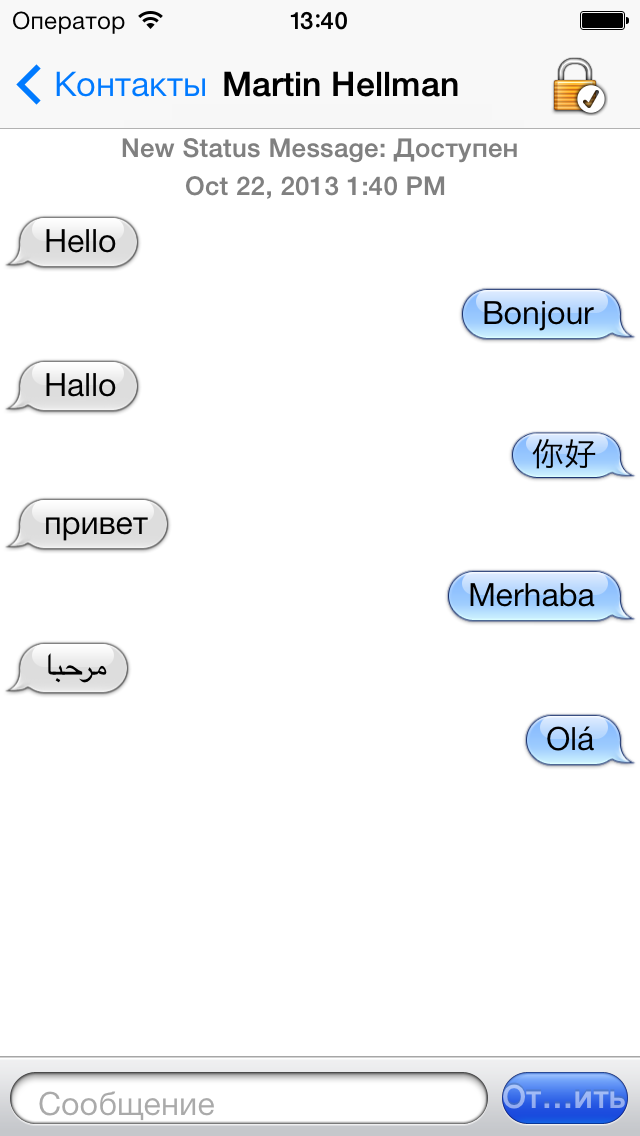 Оператор 13:40
Контакты Martin Hellman
New Status Message: Доступен
Oct 22, 2013 1:40 PM
Hello
Bonjour
Hallo
你好
привет
Merhaba
مرحبا
Olá
Сообщение От...ить